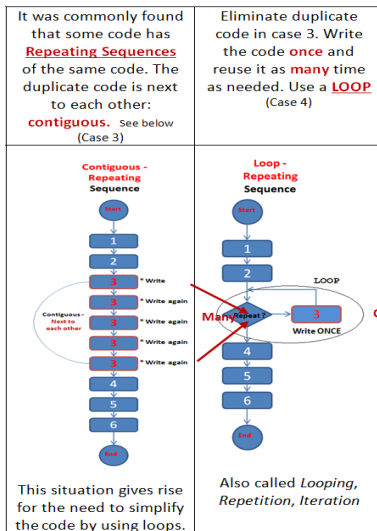 It was commonly found
that some code has
Repeating Sequences
of the same code. The
duplicate code is next
to each other:
contiguous. See below
(Case 3)
Eliminate duplicate
code in case 3. Write
the code once and
reuse it as many time
as needed. Use a LOOP
(Case 4)
Contiguous -
Repeating
Sequence
Start
1
2
3 * Write
3 * Write again
3 * Write again
3 * Write again
3 * Write again
Contiguous -
Next to
each other
4
5
6
End
This situation gives rise
for the need to simplify
the code by using loops.
Loop -
Repeating
Sequence
Start
1
2
LOOP
Many
Repeat ?
3
Write ONCE
4
5
6
End
Also called Looping,
Repetition, Iteration